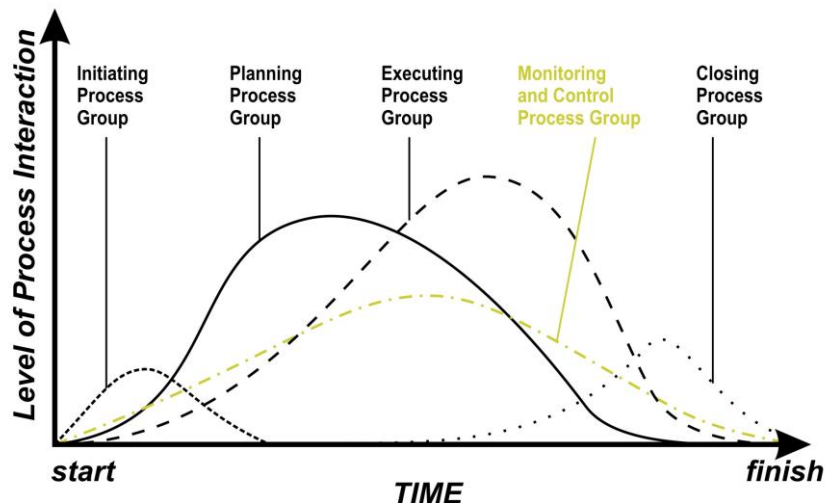 Level of Process Interaction
Initiating
Process
Group
Planning
Process
Group
Executing
Process
Group
Monitoring
and Control
Process Group
Closing
Process
Group
start
TIME
finish